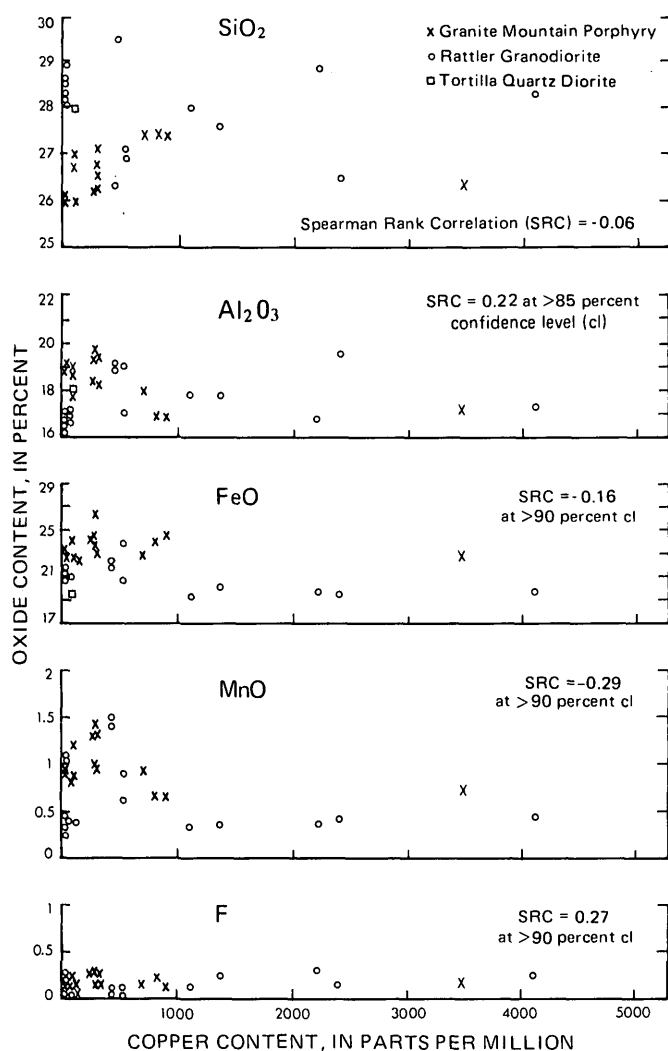 SiO2
x Granite Mountain Porphyry
o Rattler Granodiorite
□ Tortilla Quartz Diorite
30
29
28
27
26
25
Spearman Rank Correlation (SRC) = -0.06
Al2O3
SRC = 0.22 at >85 percent
confidence level (cl)
22
20
18
16
FeO
SRC = -0.16
at >90 percent cl
29
25
21
17
MnO
SRC = -0.29
at >90 percent cl
2
1.5
1
0.5
0
F
SRC = 0.27
at >90 percent cl
1
0.5
0
OXIDE CONTENT, IN PERCENT
0 1000 2000 3000 4000 5000
COPPER CONTENT, IN PARTS PER MILLION